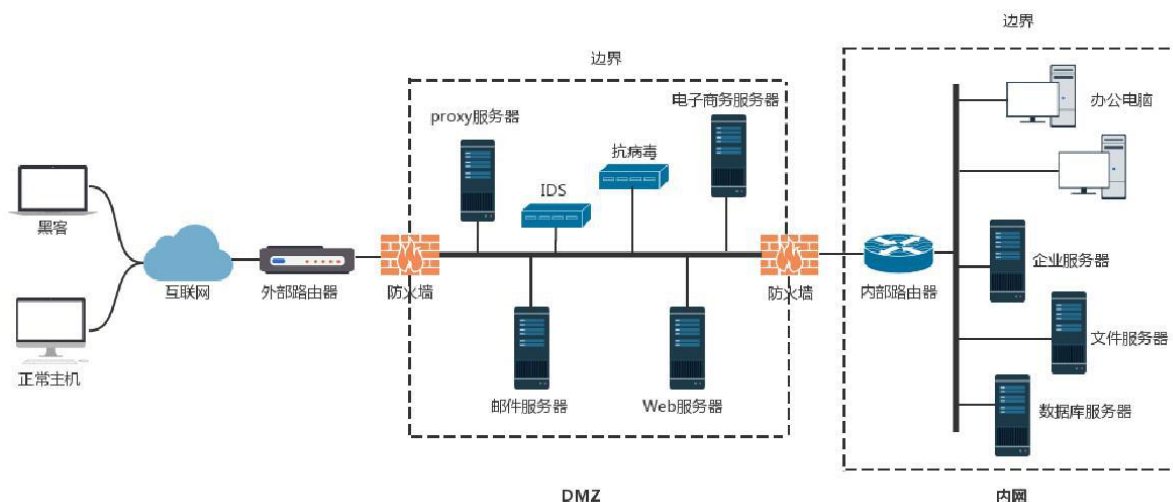 边界
边界
proxy服务器
电子商务服务器
办公电脑
抗病毒
IDS
黑客
企业服务器
互联网
外部路由器
防火墙
防火墙
内部路由器
文件服务器
正常主机
邮件服务器
Web服务器
数据库服务器
DMZ
内网